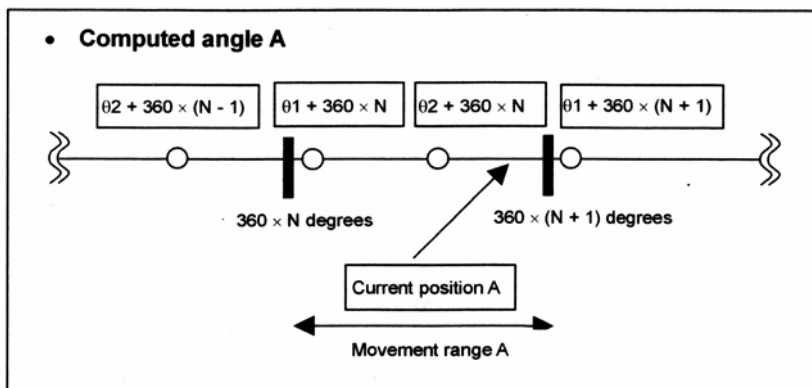 • Computed angle A
θ2 + 360 × (N - 1) θ1 + 360 × N θ2 + 360 × N θ1 + 360 × (N + 1)
360 × N degrees 360 × (N + 1) degrees
Current position A
Movement range A